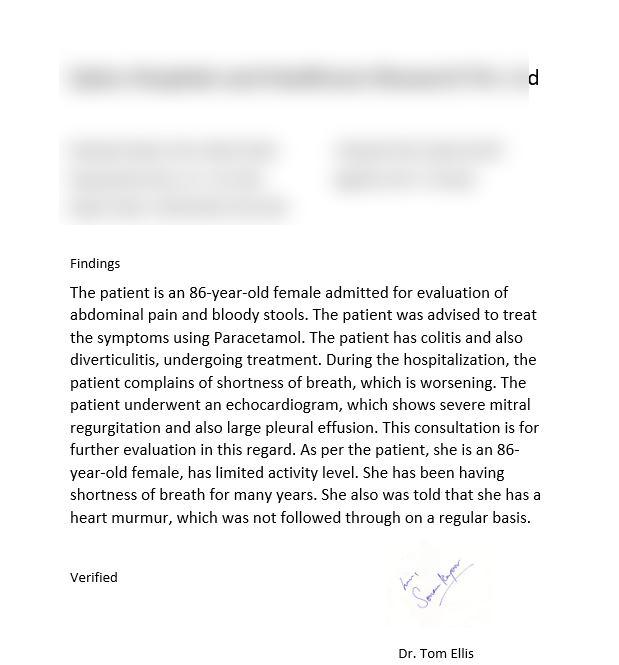 d
Findings
The patient is an 86-year-old female admitted for evaluation of
abdominal pain and bloody stools. The patient was advised to treat
the symptoms using Paracetamol. The patient has colitis and also
diverticulitis, undergoing treatment. During the hospitalization, the
patient complains of shortness of breath, which is worsening. The
patient underwent an echocardiogram, which shows severe mitral
regurgitation and also large pleural effusion. This consultation is for
further evaluation in this regard. As per the patient, she is an 86-
year-old female, has limited activity level. She has been having
shortness of breath for many years. She also was told that she has a
heart murmur, which was not followed through on a regular basis.
Verified
Dr. Tom Ellis